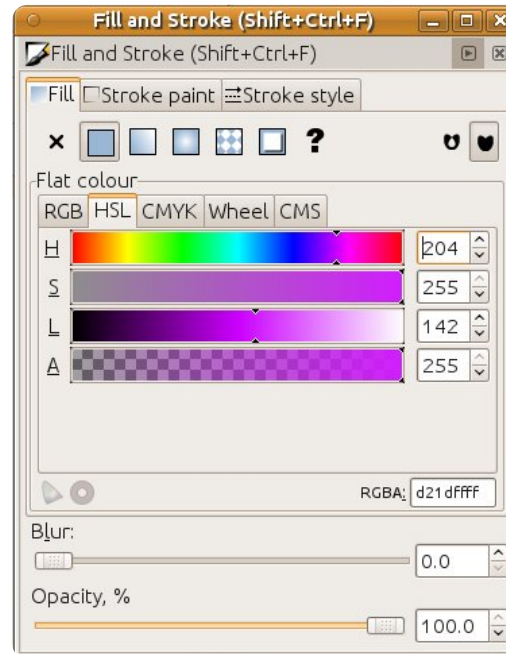 Fill and Stroke (Shift+Ctrl+F)
Fill and Stroke (Shift+Ctrl+F)
Fill Stroke paint Stroke style
?
Flat colour
RGB HSL CMYK Wheel CMS
H 204
S 255
L 142
A 255
RGBA: d21dffff
Blur:
0.0
Opacity, %
100.0